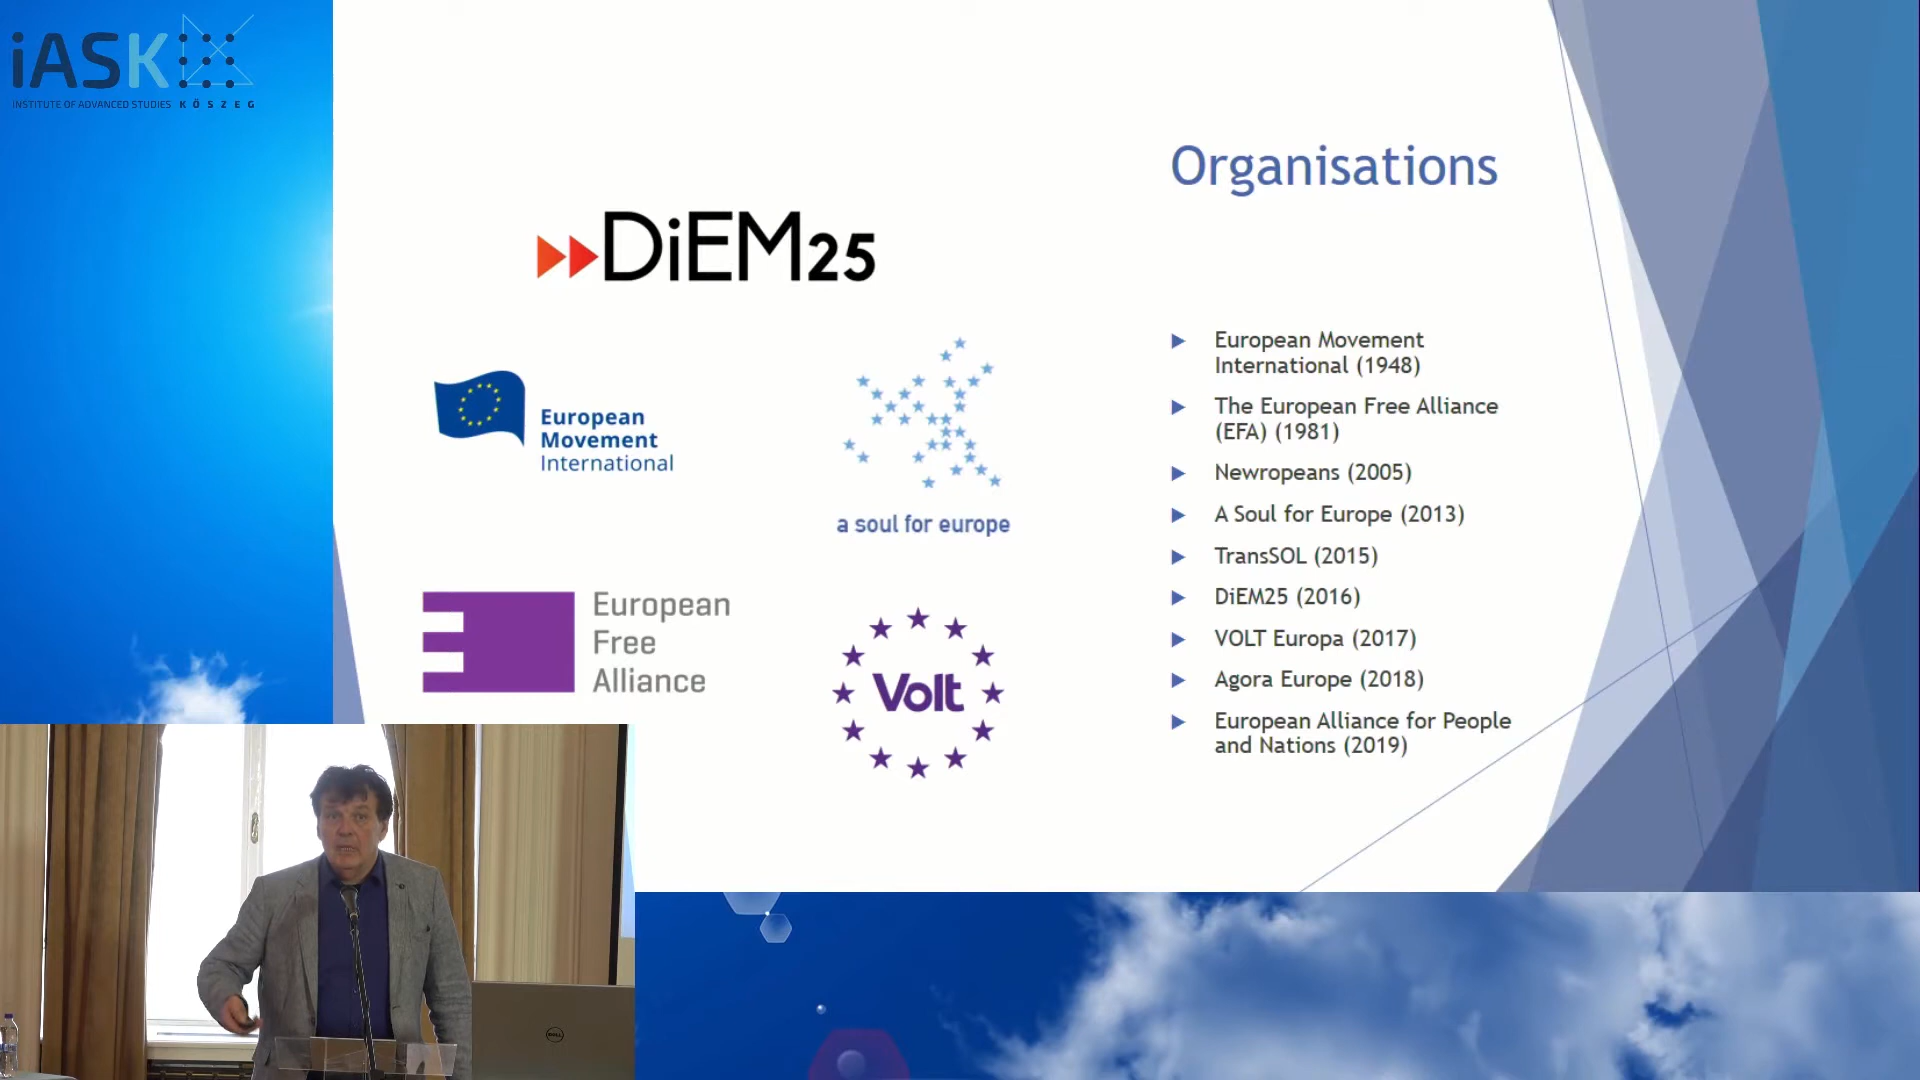 iASK
INSTITUTE OF ADVANCED STUDIES KŐSZEG
Organisations
DiEM25
European
Movement
International
a soul for europe
European
Free
Alliance
Volt
European Movement
International (1948)
The European Free Alliance
(EFA) (1981)
Newropeans (2005)
A Soul for Europe (2013)
TransSOL (2015)
DiEM25 (2016)
VOLT Europa (2017)
Agora Europe (2018)
European Alliance for People
and Nations (2019)
DELL